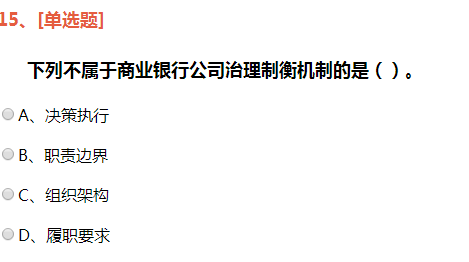 15、[单选题]
下列不属于商业银行公司治理制衡机制的是（ ）。
A、决策执行
B、职责边界
C、组织架构
D、履职要求